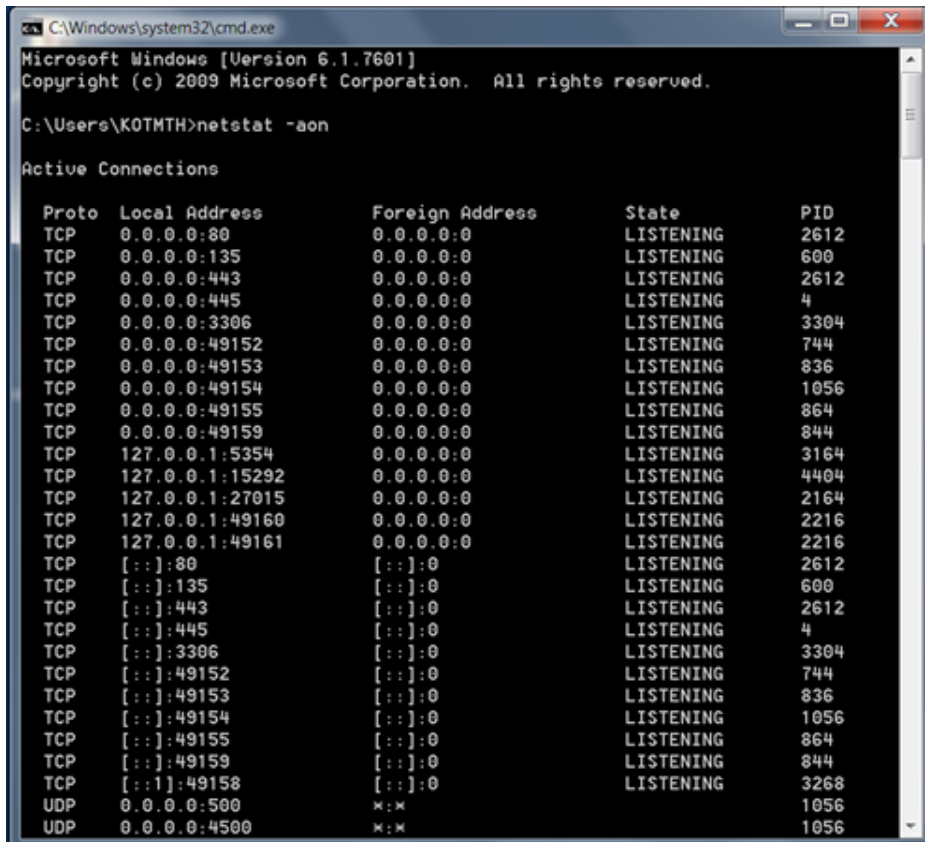 C:\Windows\system32\cmd.exe
Microsoft Windows [Version 6.1.7601]
Copyright (c) 2009 Microsoft Corporation.  All rights reserved.
C:\Users\KOTMTH>netstat -aon
Active Connections
Proto  Local Address  Foreign Address  State  PID
TCP  0.0.0.0:80  0.0.0.0:0  LISTENING  2612
TCP  0.0.0.0:135  0.0.0.0:0  LISTENING  600
TCP  0.0.0.0:443  0.0.0.0:0  LISTENING  2612
TCP  0.0.0.0:445  0.0.0.0:0  LISTENING  4
TCP  0.0.0.0:3306  0.0.0.0:0  LISTENING  3304
TCP  0.0.0.0:49152  0.0.0.0:0  LISTENING  744
TCP  0.0.0.0:49153  0.0.0.0:0  LISTENING  836
TCP  0.0.0.0:49154  0.0.0.0:0  LISTENING  1056
TCP  0.0.0.0:49155  0.0.0.0:0  LISTENING  864
TCP  0.0.0.0:49159  0.0.0.0:0  LISTENING  844
TCP  127.0.0.1:5354  0.0.0.0:0  LISTENING  3164
TCP  127.0.0.1:15292  0.0.0.0:0  LISTENING  4404
TCP  127.0.0.1:27015  0.0.0.0:0  LISTENING  2164
TCP  127.0.0.1:49160  0.0.0.0:0  LISTENING  2216
TCP  127.0.0.1:49161  0.0.0.0:0  LISTENING  2216
TCP  [::]:80  [::]:0  LISTENING  2612
TCP  [::]:135  [::]:0  LISTENING  600
TCP  [::]:443  [::]:0  LISTENING  2612
TCP  [::]:445  [::]:0  LISTENING  4
TCP  [::]:3306  [::]:0  LISTENING  3304
TCP  [::]:49152  [::]:0  LISTENING  744
TCP  [::]:49153  [::]:0  LISTENING  836
TCP  [::]:49154  [::]:0  LISTENING  1056
TCP  [::]:49155  [::]:0  LISTENING  864
TCP  [::]:49159  [::]:0  LISTENING  844
TCP  [::1]:49158  [::]:0  LISTENING  3268
UDP  0.0.0.0:500  *:*  1056
UDP  0.0.0.0:4500  *:*  1056